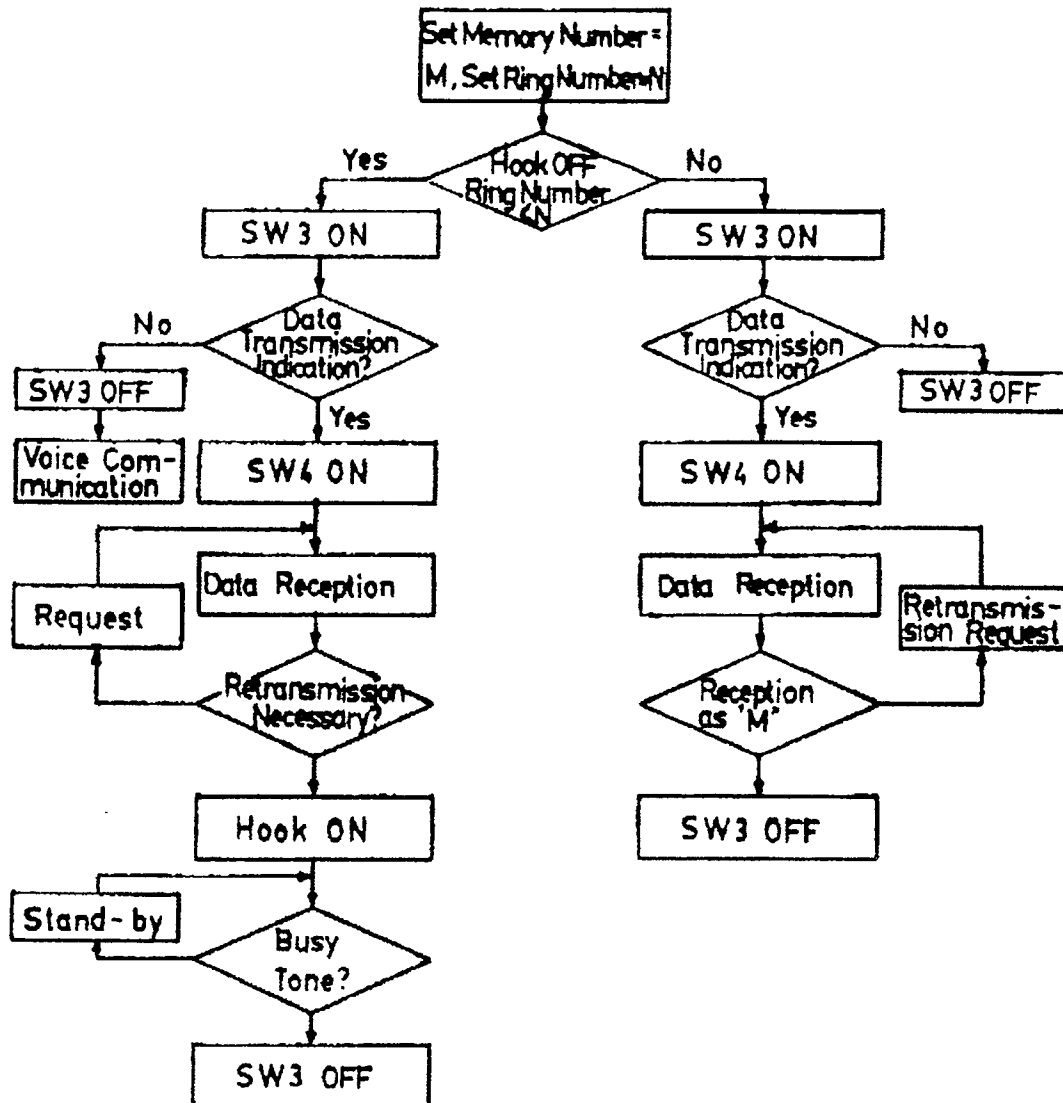 Set Memory Number=
M, Set Ring Number=N
Hook OFF
Ring Number
<N
Yes
No
SW3 ON
SW3 ON
Data
Transmission
Indication?
No
Yes
Data
Transmission
Indication?
No
Yes
SW3 OFF
Voice Com-
munication
SW4 ON
SW3 OFF
SW4 ON
Data Reception
Request
Data Reception
Retransmis-
sion Request
Retransmission
Necessary?
Reception
as "M"
Hook ON
SW3 OFF
Stand-by
Busy
Tone?
SW3 OFF